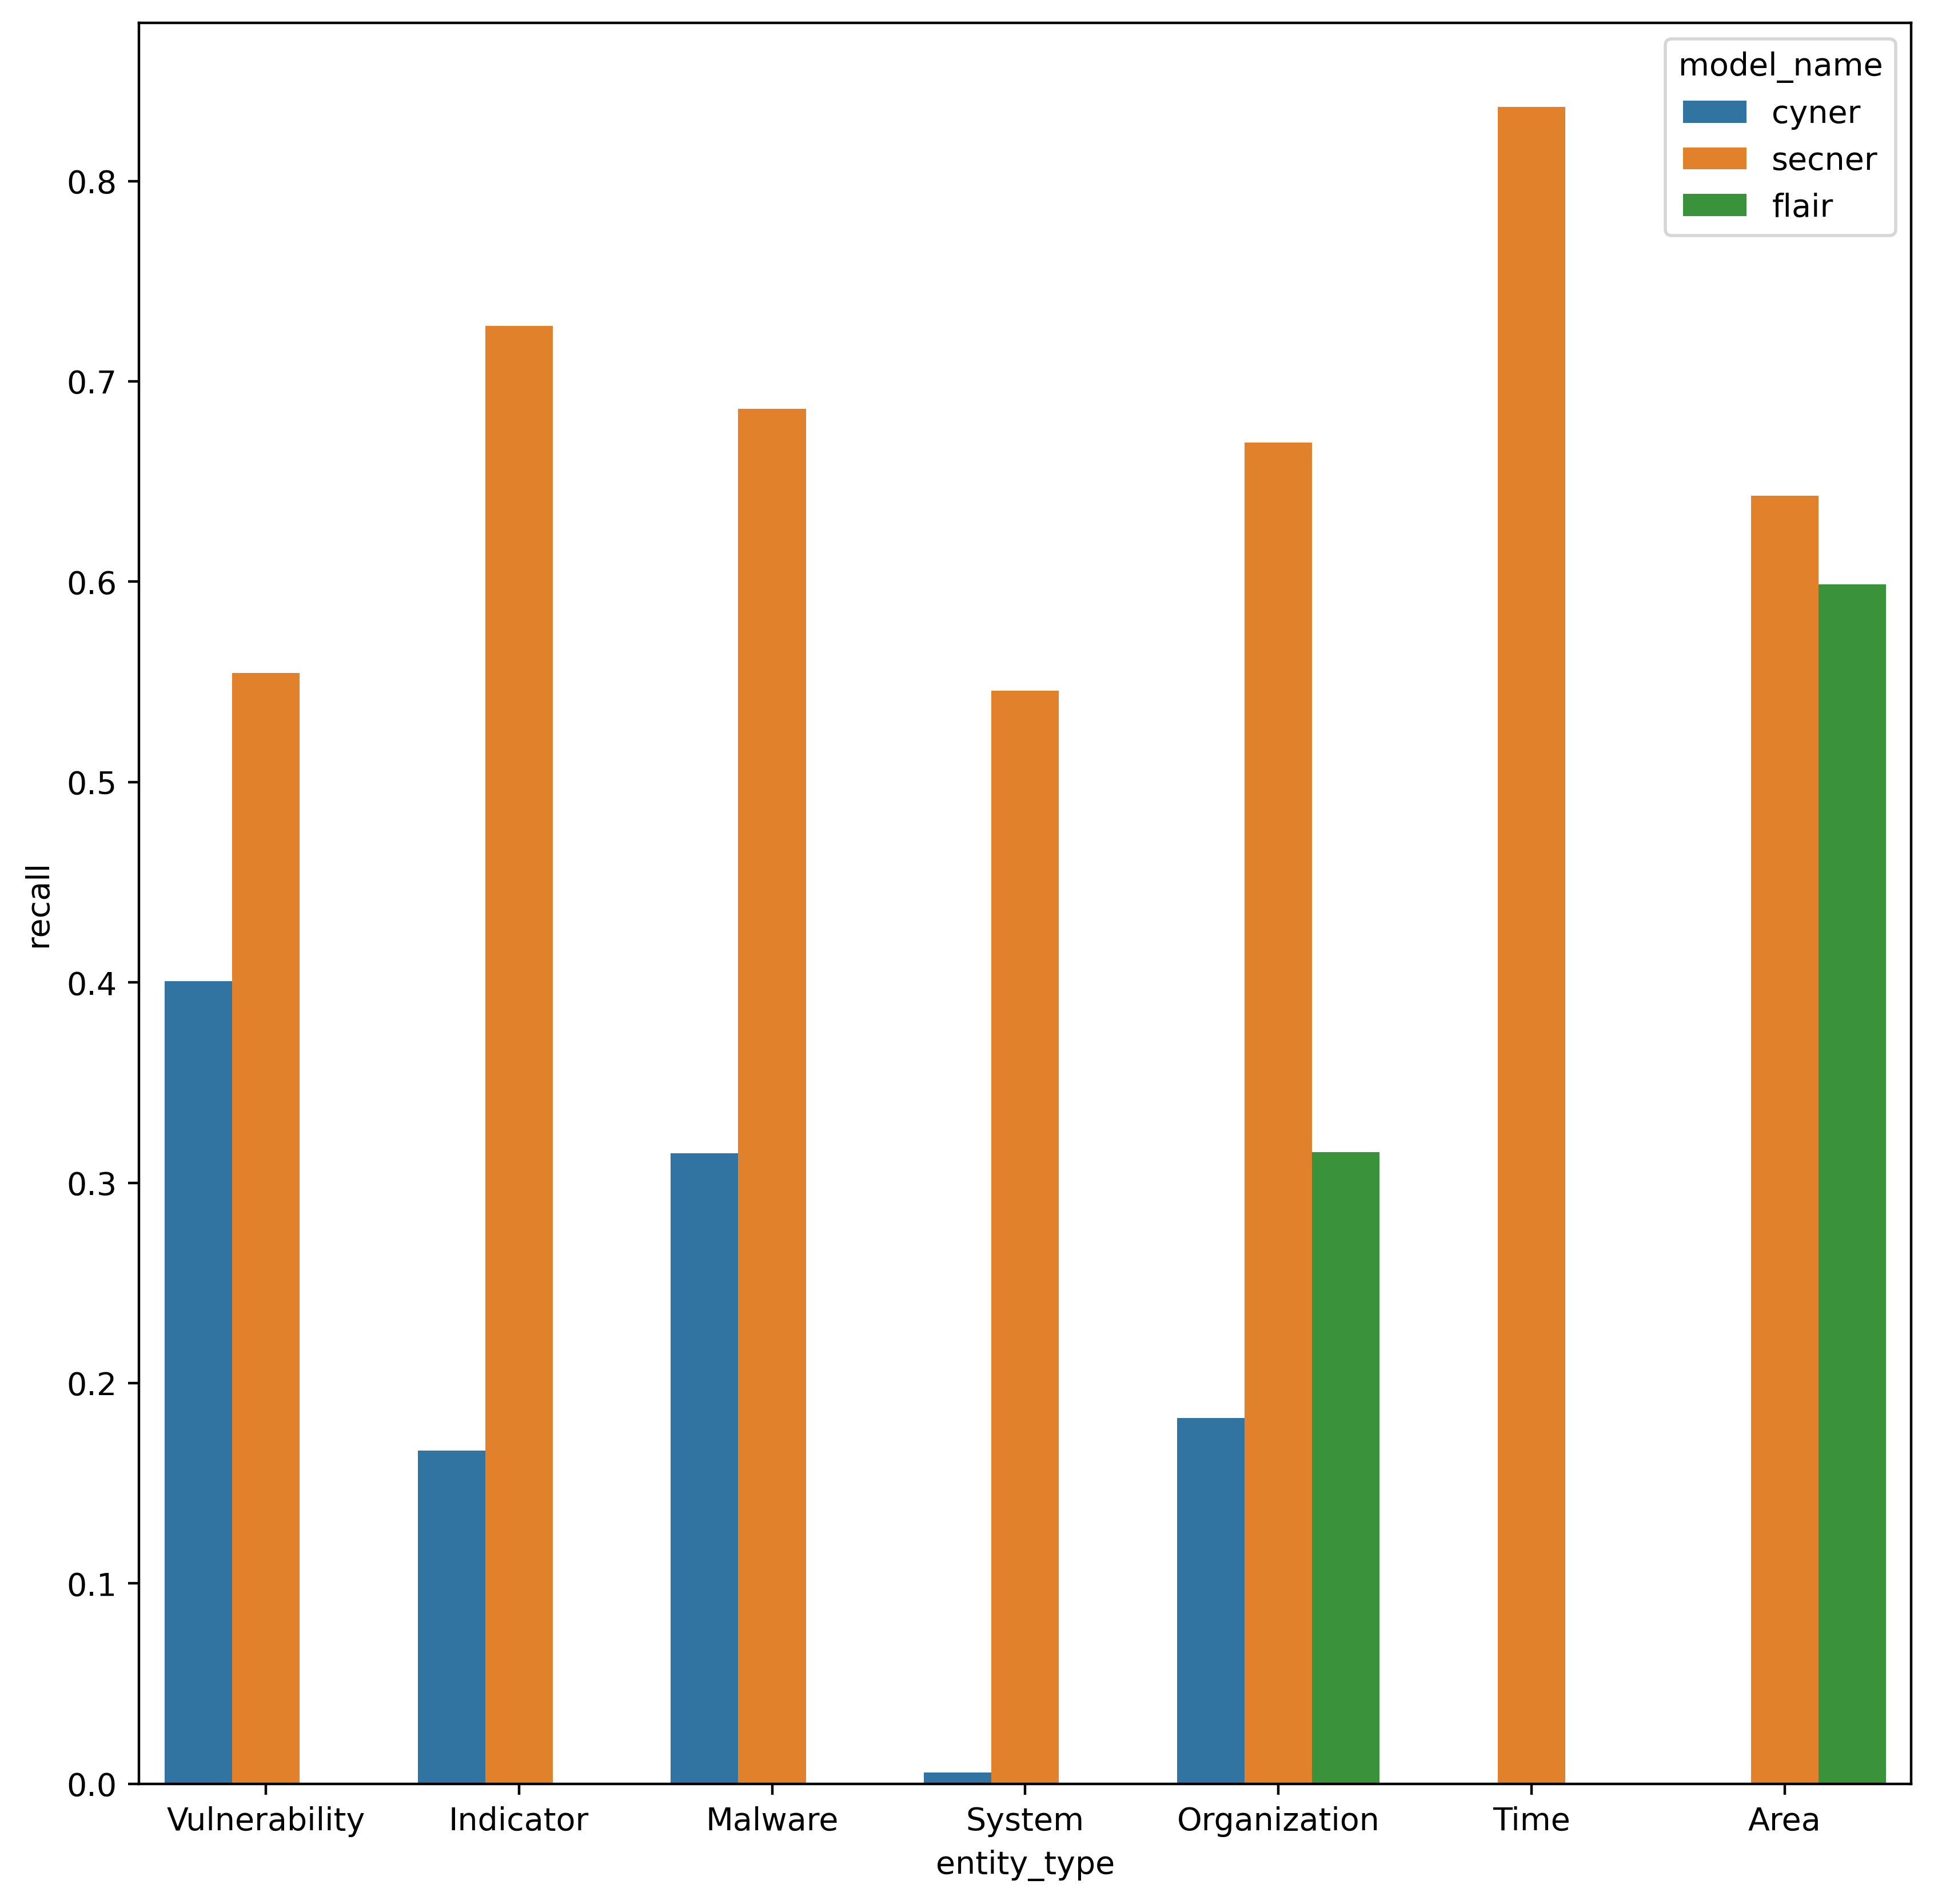 model_name
cyner
secner
flair
0.8
0.7
0.6
0.5
0.4
0.3
0.2
0.1
0.0
recall
Vulnerability Indicator Malware System Organization Time Area
entity_type